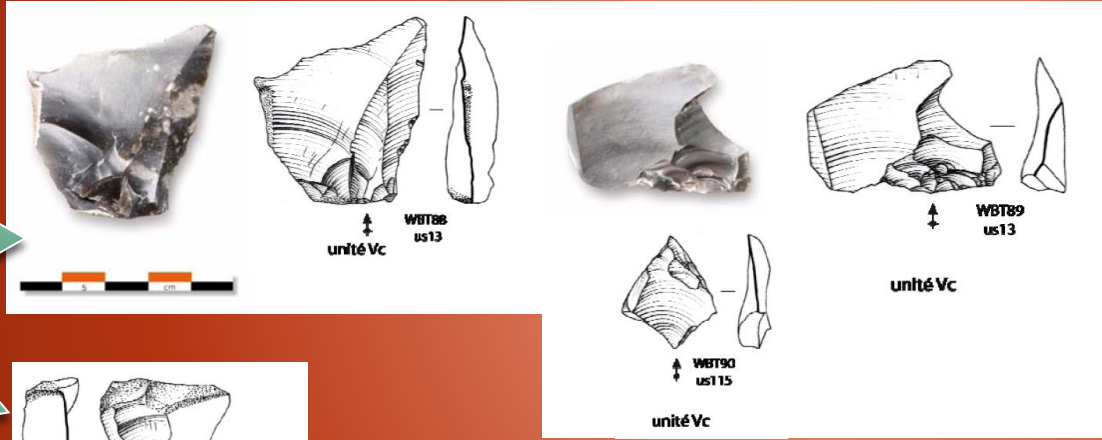 WBT88
us13
unité Vc
5 cm
WBT89
us13
unité Vc
WBT90
us115
unité Vc